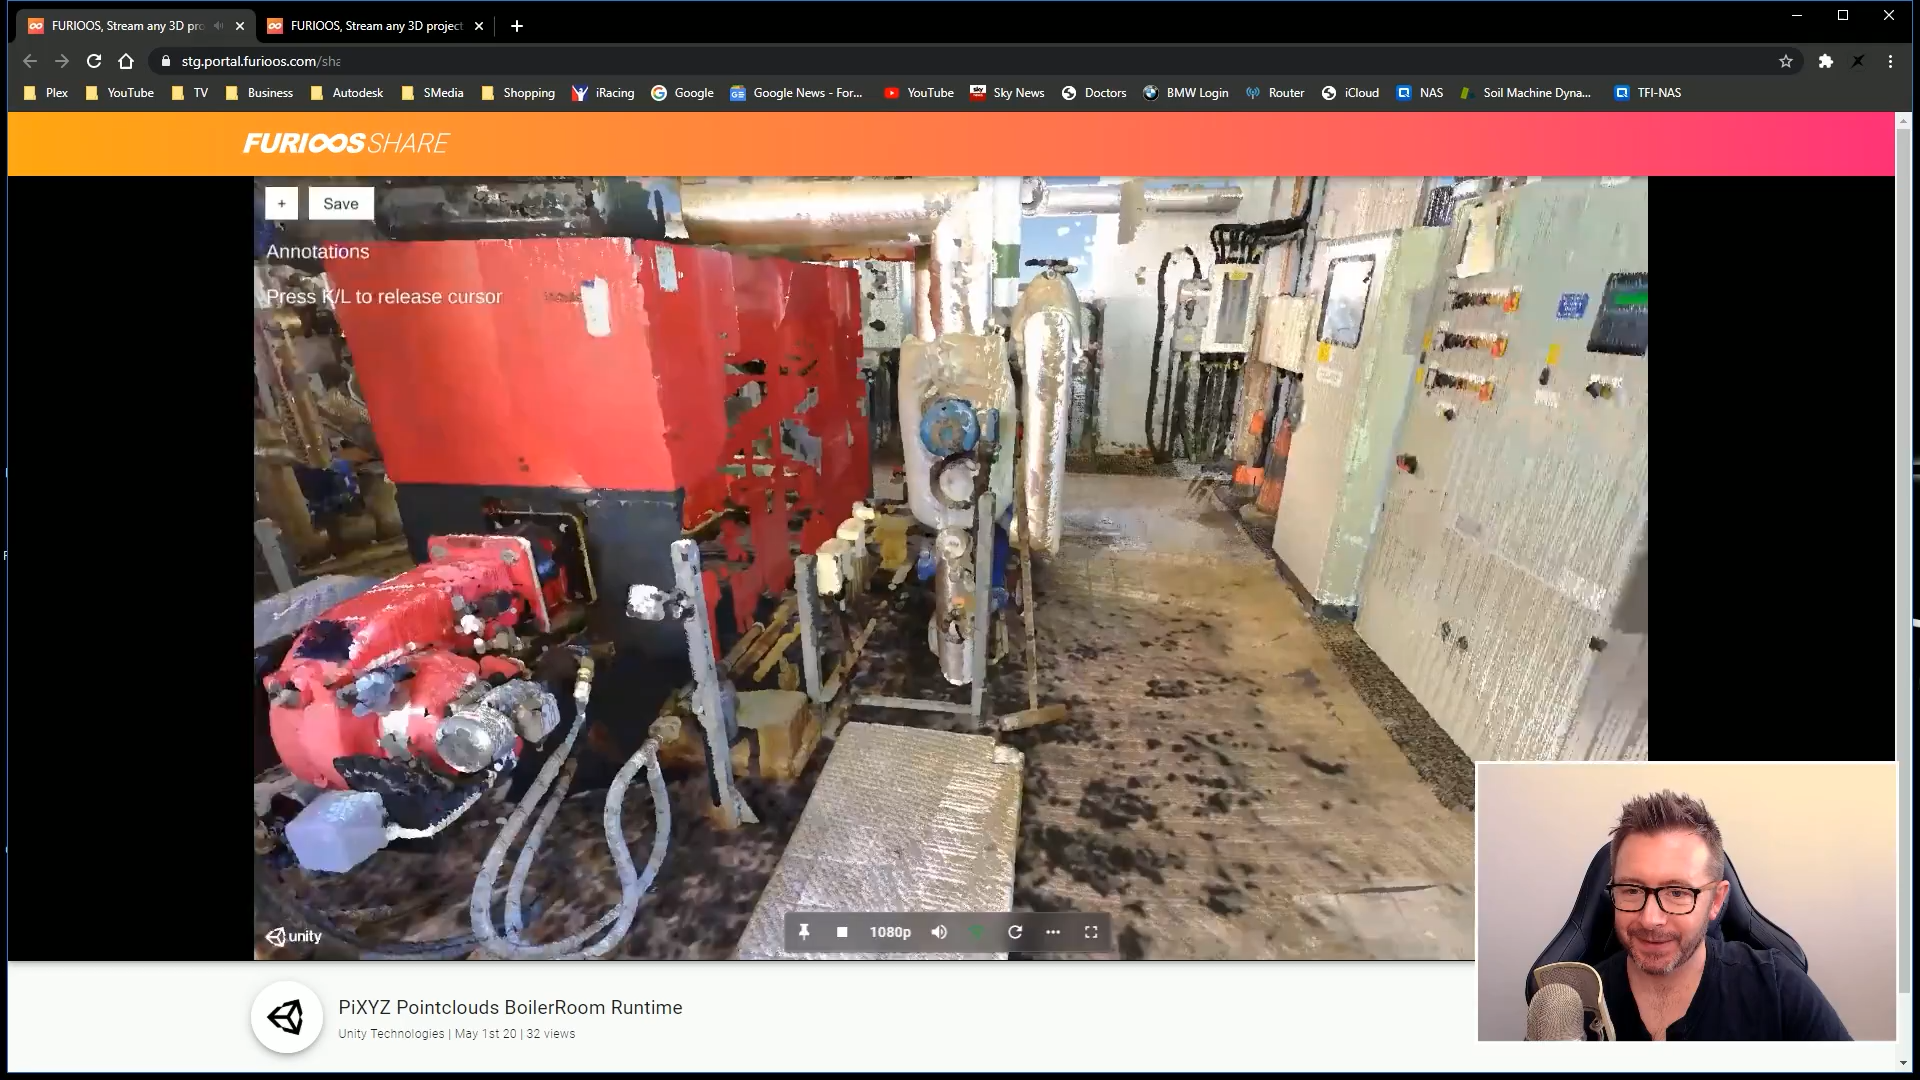 FURIOOS, Stream any 3D pro
FURIOOS, Stream any 3D project
stg.portal.furioos.com/sha
Plex YouTube TV Business Autodesk SMedia Shopping iRacing Google Google News - For... YouTube Sky News Doctors BMW Login Router iCloud NAS Soil Machine Dyna... TFI-NAS
FURIOOS SHARE
+ Save
Annotations
Press K/L to release cursor
unity
1080p
PiXYZ Pointclouds BoilerRoom Runtime
Unity Technologies | May 1st 20 | 32 views